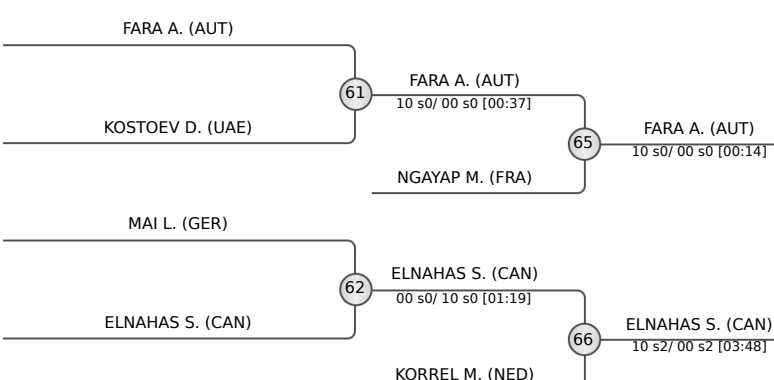 FARA A. (AUT)
61
FARA A. (AUT)
10 s0/ 00 s0 [00:37]
KOSTOEV D. (UAE)
65
FARA A. (AUT)
10 s0/ 00 s0 [00:14]
NGAYAP M. (FRA)
MAI L. (GER)
62
ELNAHAS S. (CAN)
00 s0/ 10 s0 [01:19]
ELNAHAS S. (CAN)
66
ELNAHAS S. (CAN)
10 s2/ 00 s2 [03:48]
KORREL M. (NED)